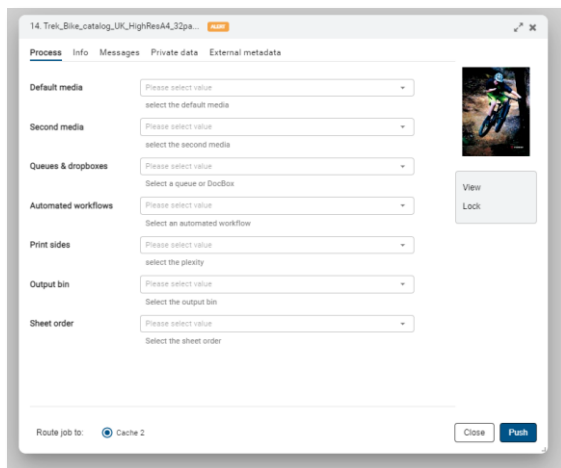 14. Trek_Bike_catalog_UK_HighResA4_32pa... ALERT
Process Info Messages Private data External metadata
Default media Please select value
select the default media
Second media Please select value
select the second media
Queues & dropboxes Please select value
Select a queue or DocBox
View
Automated workflows Please select value
Lock
Select an automated workflow
Print sides Please select value
select the plexity
Output bin Please select value
Select the output bin
Sheet order Please select value
Select the sheet order
Route job to: Cache 2 Close Push